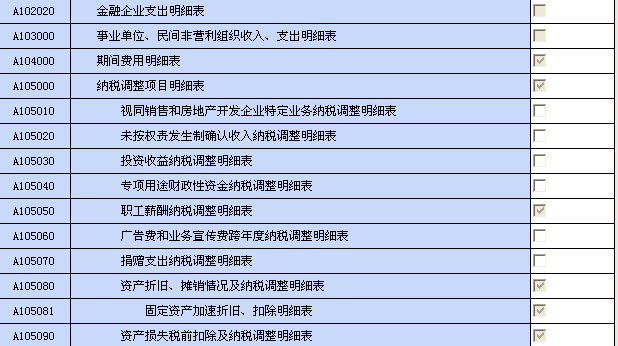 A102020 金融企业支出明细表
A103000 事业单位、民间非营利组织收入、支出明细表
A104000 期间费用明细表
A105000 纳税调整项目明细表
A105010 视同销售和房地产开发企业特定业务纳税调整明细表
A105020 未按权责发生制确认收入纳税调整明细表
A105030 投资收益纳税调整明细表
A105040 专项用途财政性资金纳税调整明细表
A105050 职工薪酬纳税调整明细表
A105060 广告费和业务宣传费跨年度纳税调整明细表
A105070 捐赠支出纳税调整明细表
A105080 资产折旧、摊销情况及纳税调整明细表
A105081 固定资产加速折旧、扣除明细表
A105090 资产损失税前扣除及纳税调整明细表